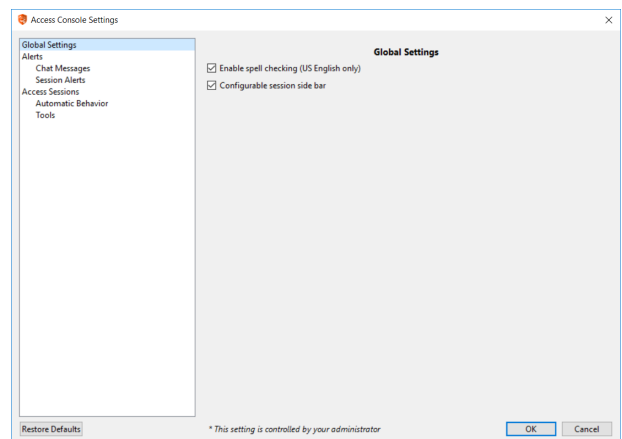 Access Console Settings
Global Settings
Alerts
Chat Messages
Session Alerts
Access Sessions
Automatic Behavior
Tools
Global Settings
Enable spell checking (US English only)
Configurable session side bar
Restore Defaults
* This setting is controlled by your administrator
OK
Cancel